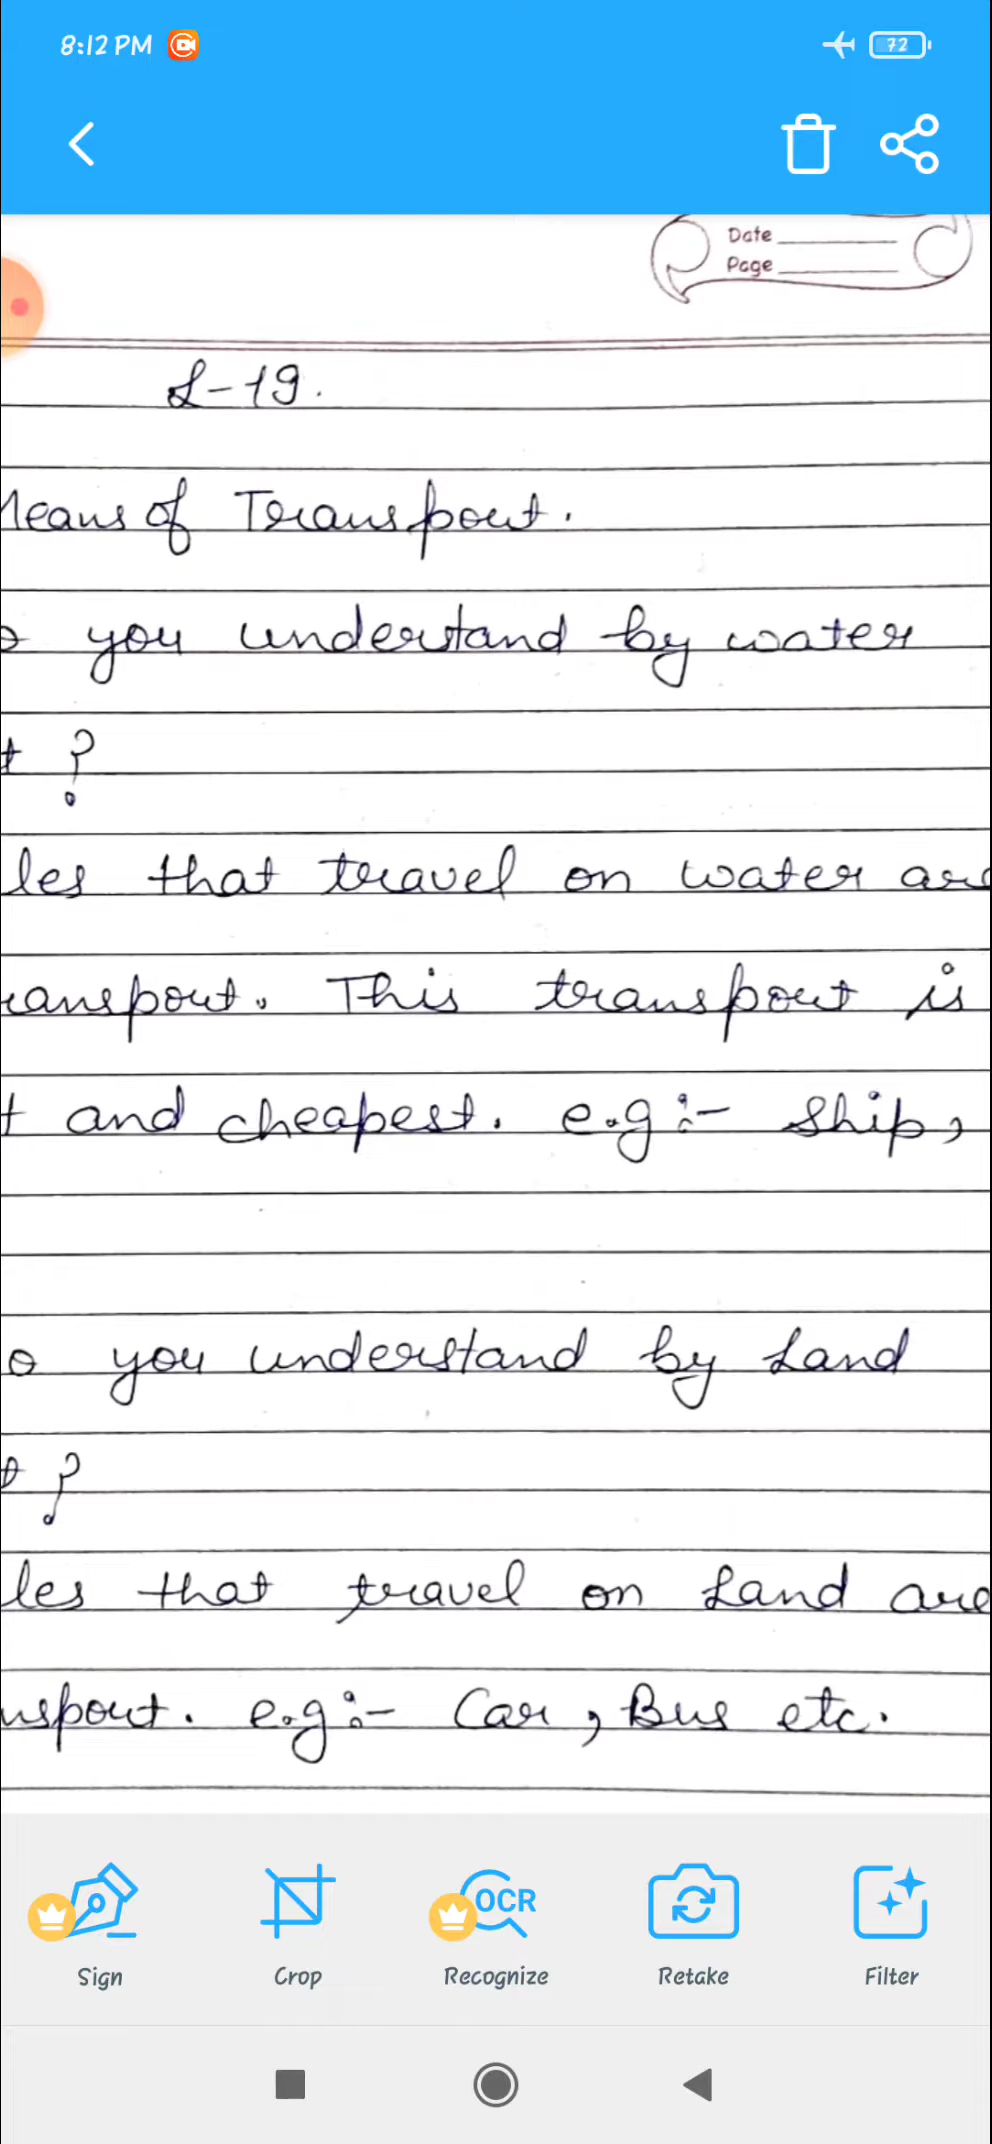 8:12 PM
72
Date
Page
L-19.
Means of Transport.
you understand by water
t ?
les that travel on water are
ransport. This transport is
t and cheapest. e.g:- Ship,
o you understand by Land
t ?
les that travel on Land are
nsport. e.g:- Car, Bus etc.
OCR
Sign
Crop
Recognize
Retake
Filter